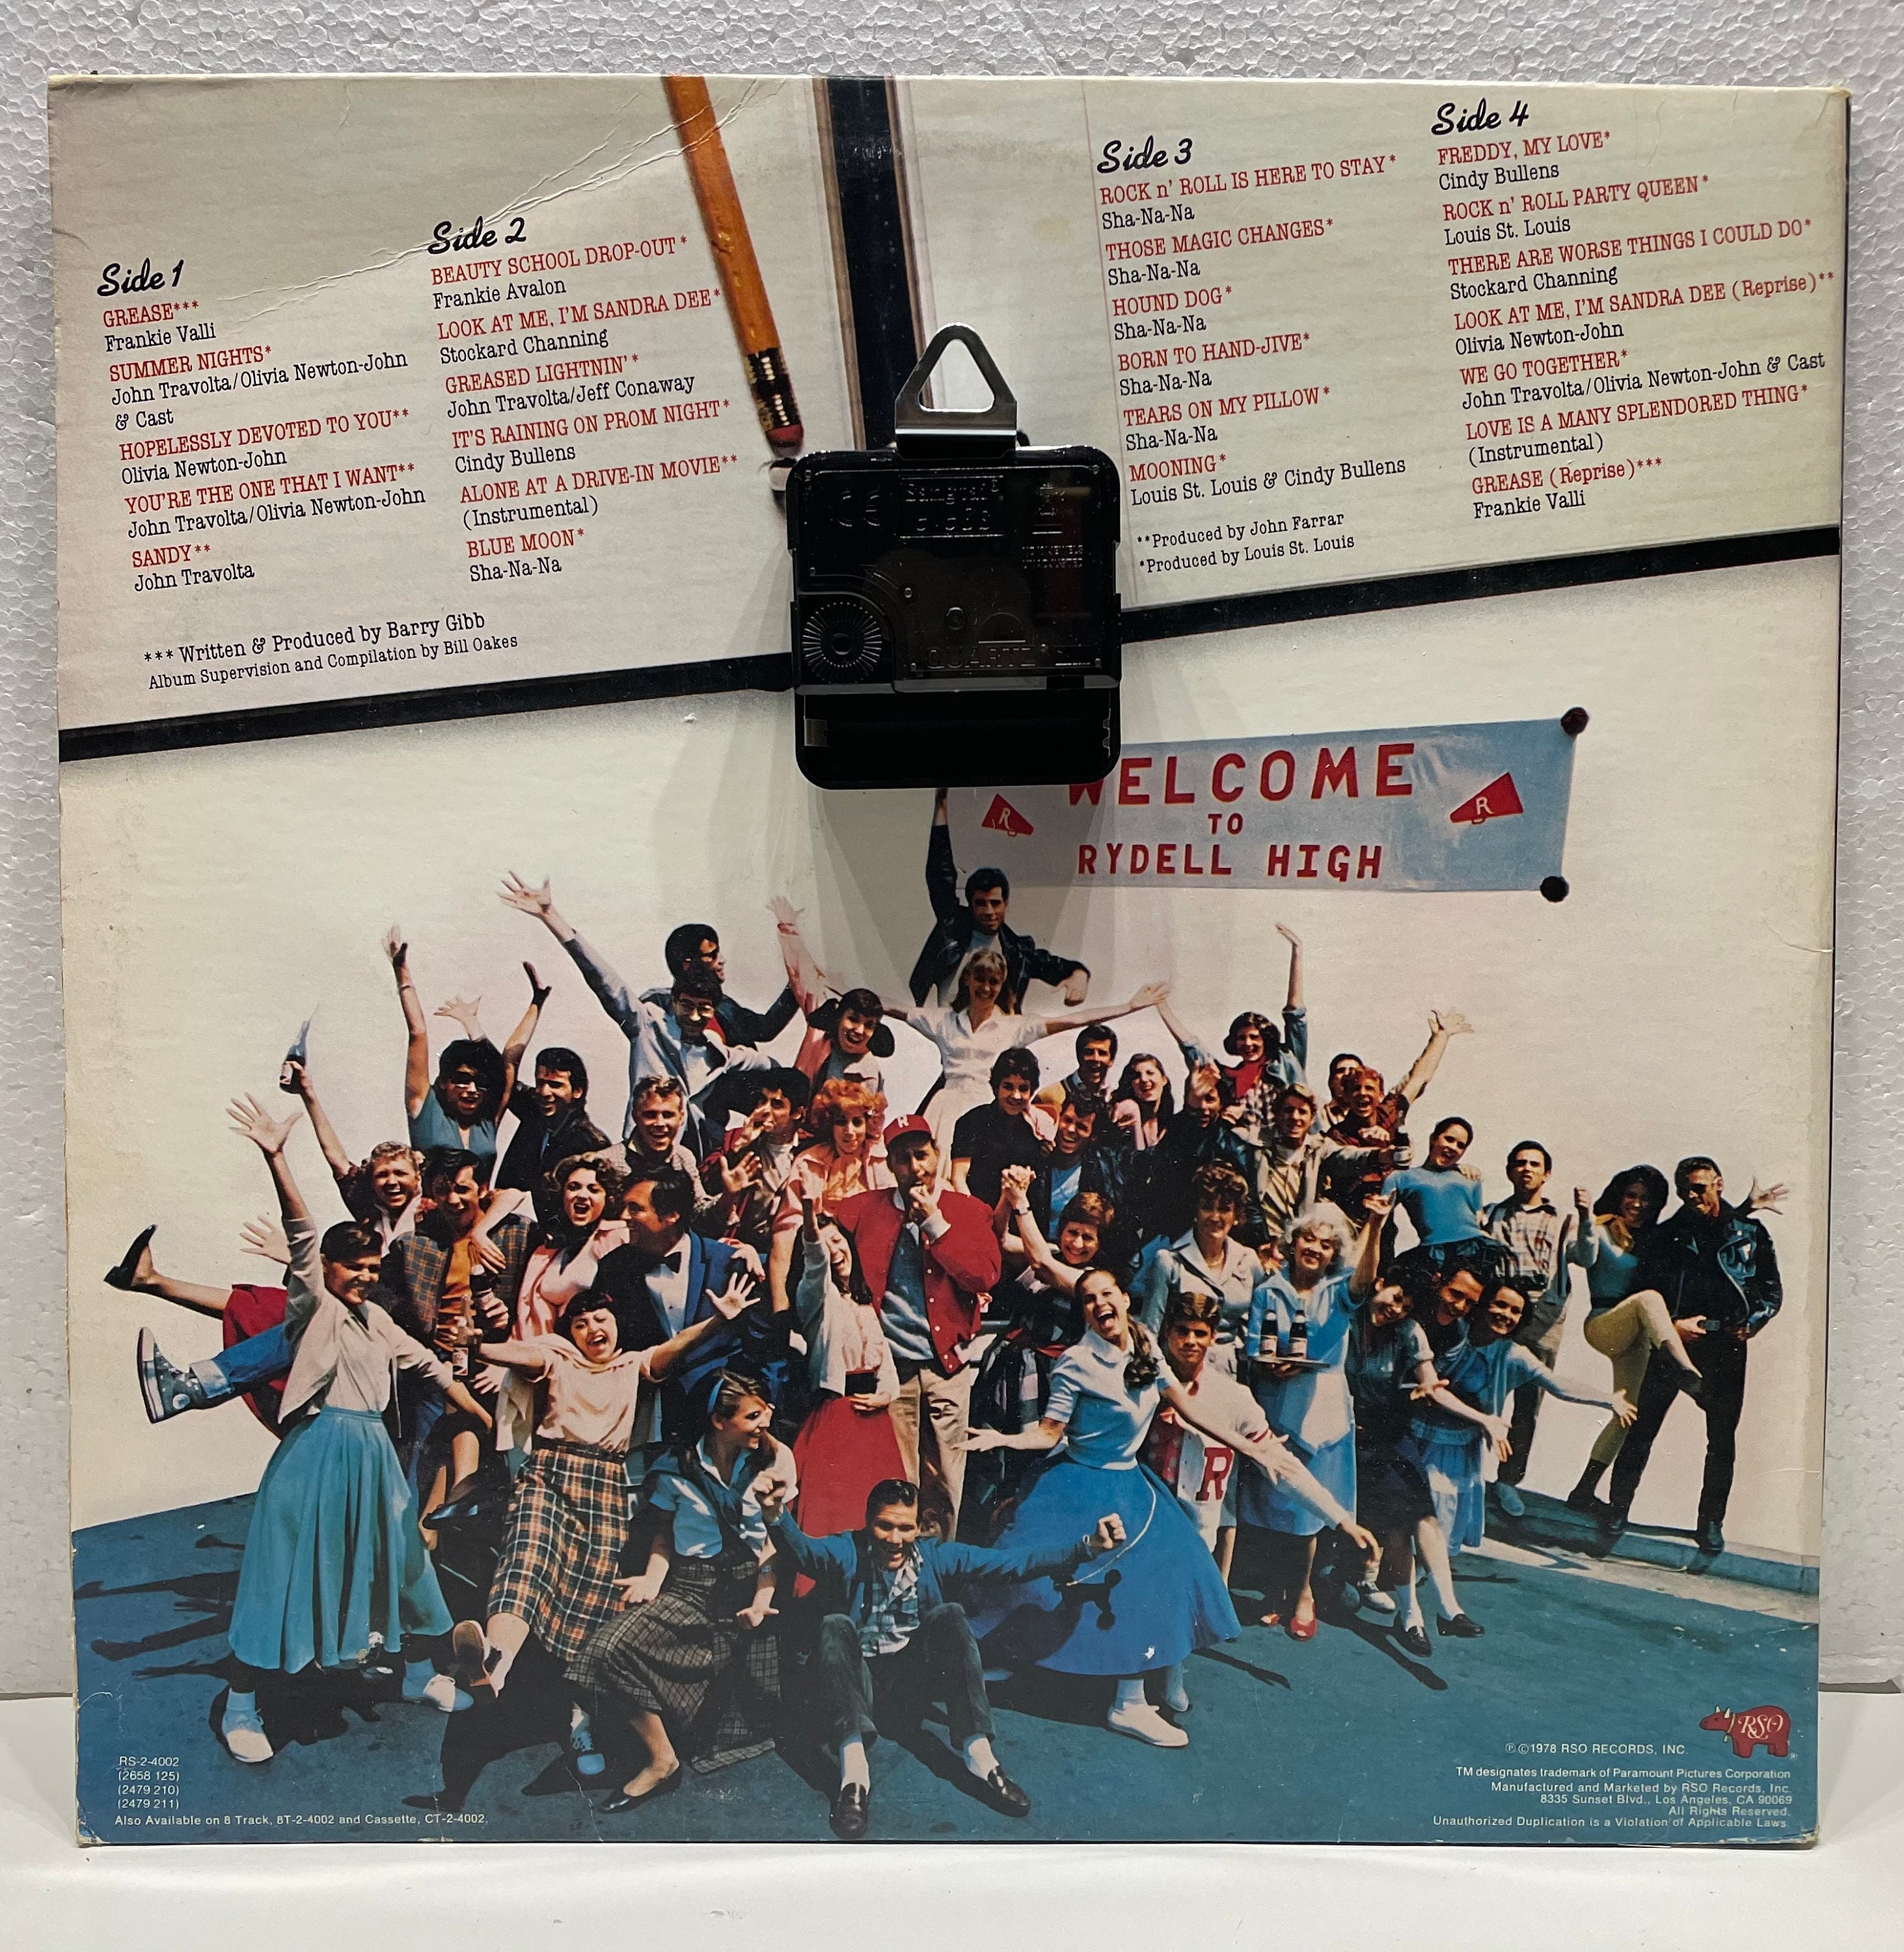 Side 1
GREASE***
Frankie Valli
SUMMER NIGHTS*
John Travolta/Olivia Newton-John
& Cast
HOPELESSLY DEVOTED TO YOU**
Olivia Newton-John
YOU'RE THE ONE THAT I WANT**
John Travolta/Olivia Newton-John
SANDY**
John Travolta
*** Written & Produced by Barry Gibb
Album Supervision and Compilation by Bill Oakes
Side 2
BEAUTY SCHOOL DROP-OUT*
Frankie Avalon
LOOK AT ME, I'M SANDRA DEE*
Stockard Channing
GREASED LIGHTNIN'*
John Travolta/Jeff Conaway
IT'S RAINING ON PROM NIGHT*
Cindy Bullens
ALONE AT A DRIVE-IN MOVIE**
(Instrumental)
BLUE MOON*
Sha-Na-Na
Side 3
ROCK n' ROLL IS HERE TO STAY*
Sha-Na-Na
THOSE MAGIC CHANGES*
Sha-Na-Na
HOUND DOG*
Sha-Na-Na
BORN TO HAND-JIVE*
Sha-Na-Na
TEARS ON MY PILLOW*
Sha-Na-Na
MOONING*
Louis St. Louis & Cindy Bullens
**Produced by John Farrar
*Produced by Louis St. Louis
Side 4
FREDDY, MY LOVE*
Cindy Bullens
ROCK n' ROLL PARTY QUEEN*
Louis St. Louis
THERE ARE WORSE THINGS I COULD DO*
Stockard Channing
LOOK AT ME, I'M SANDRA DEE (Reprise)**
Olivia Newton-John
WE GO TOGETHER*
John Travolta/Olivia Newton-John & Cast
LOVE IS A MANY SPLENDORED THING*
(Instrumental)
GREASE (Reprise)***
Frankie Valli
CE
QUARTZ
WELCOME
R
R
TO
RYDELL HIGH
R
R
RS-2-4002
(2658 125)
(2479 210)
(2479 211)
Also Available on 8 Track, 8T-2-4002 and Cassette, CT-2-4002.
RSO
®
℗©1978 RSO RECORDS, INC.
TM designates trademark of Paramount Pictures Corporation
Manufactured and Marketed by RSO Records, Inc.
8335 Sunset Blvd., Los Angeles, CA 90069
All Rights Reserved.
Unauthorized Duplication is a Violation of Applicable Laws.